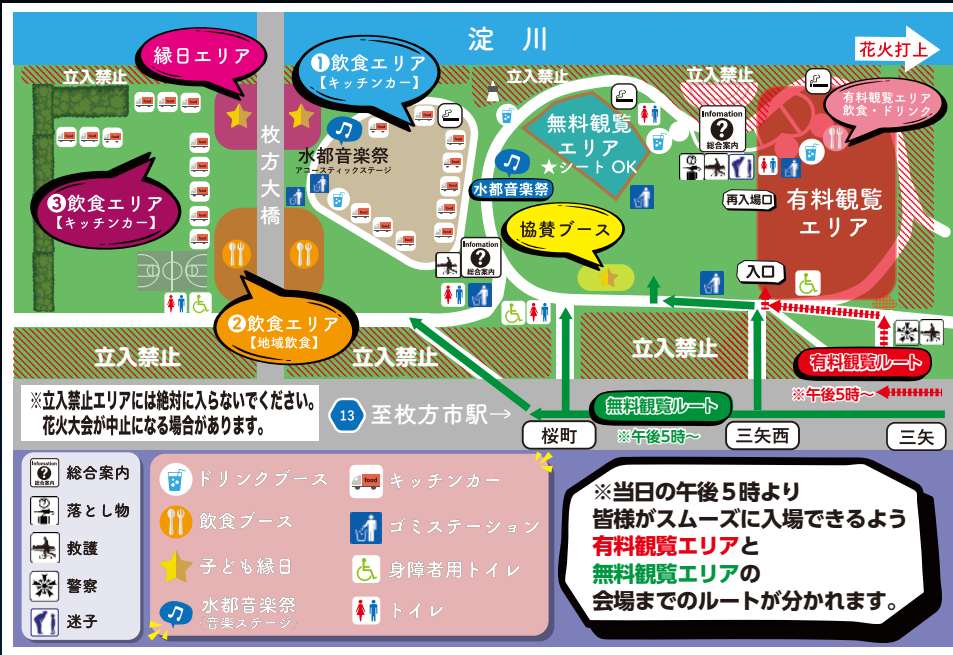 淀 川
花火打上
縁日エリア
❶飲食エリア
【キッチンカー】
立入禁止
立入禁止
立入禁止
有料観覧エリア
飲食・ドリンク
Infomation
?
総合案内
無料観覧
エリア
★シートOK
枚方大橋
水都音楽祭
アコースティックステージ
水都音楽祭
❸飲食エリア
【キッチンカー】
再入場口
有料観覧
エリア
協賛ブース
Infomation
?
総合案内
入口
❷飲食エリア
【地域飲食】
立入禁止
立入禁止
立入禁止
有料観覧ルート
※午後5時〜
※立入禁止エリアには絶対に入らないでください。
花火大会が中止になる場合があります。
13 至枚方市駅→
無料観覧ルート
※午後5時〜
桜町
三矢西
三矢
Infomation
?
総合案内
総合案内
落とし物
救護
警察
迷子
ドリンクブース
飲食ブース
子ども縁日
水都音楽祭
〈音楽ステージ〉
food
キッチンカー
ゴミステーション
身障者用トイレ
トイレ
※当日の午後5時より
皆様がスムーズに入場できるよう
有料観覧エリアと
無料観覧エリアの
会場までのルートが分かれます。